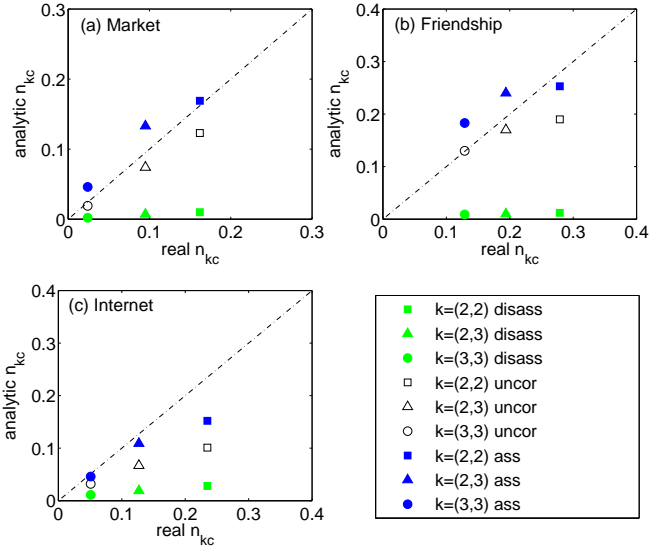 (a) Market
analytic n_kc
0.3
0.2
0.1
0
0
0.1
0.2
0.3
real n_kc
(b) Friendship
0.4
0.3
0.2
0.1
0
0
0.1
0.2
0.3
0.4
real n_kc
(c) Internet
analytic n_kc
0.4
0.3
0.2
0.1
0
0
0.1
0.2
0.3
0.4
real n_kc
k=(2,2) disass
k=(2,3) disass
k=(3,3) disass
k=(2,2) uncor
k=(2,3) uncor
k=(3,3) uncor
k=(2,2) ass
k=(2,3) ass
k=(3,3) ass